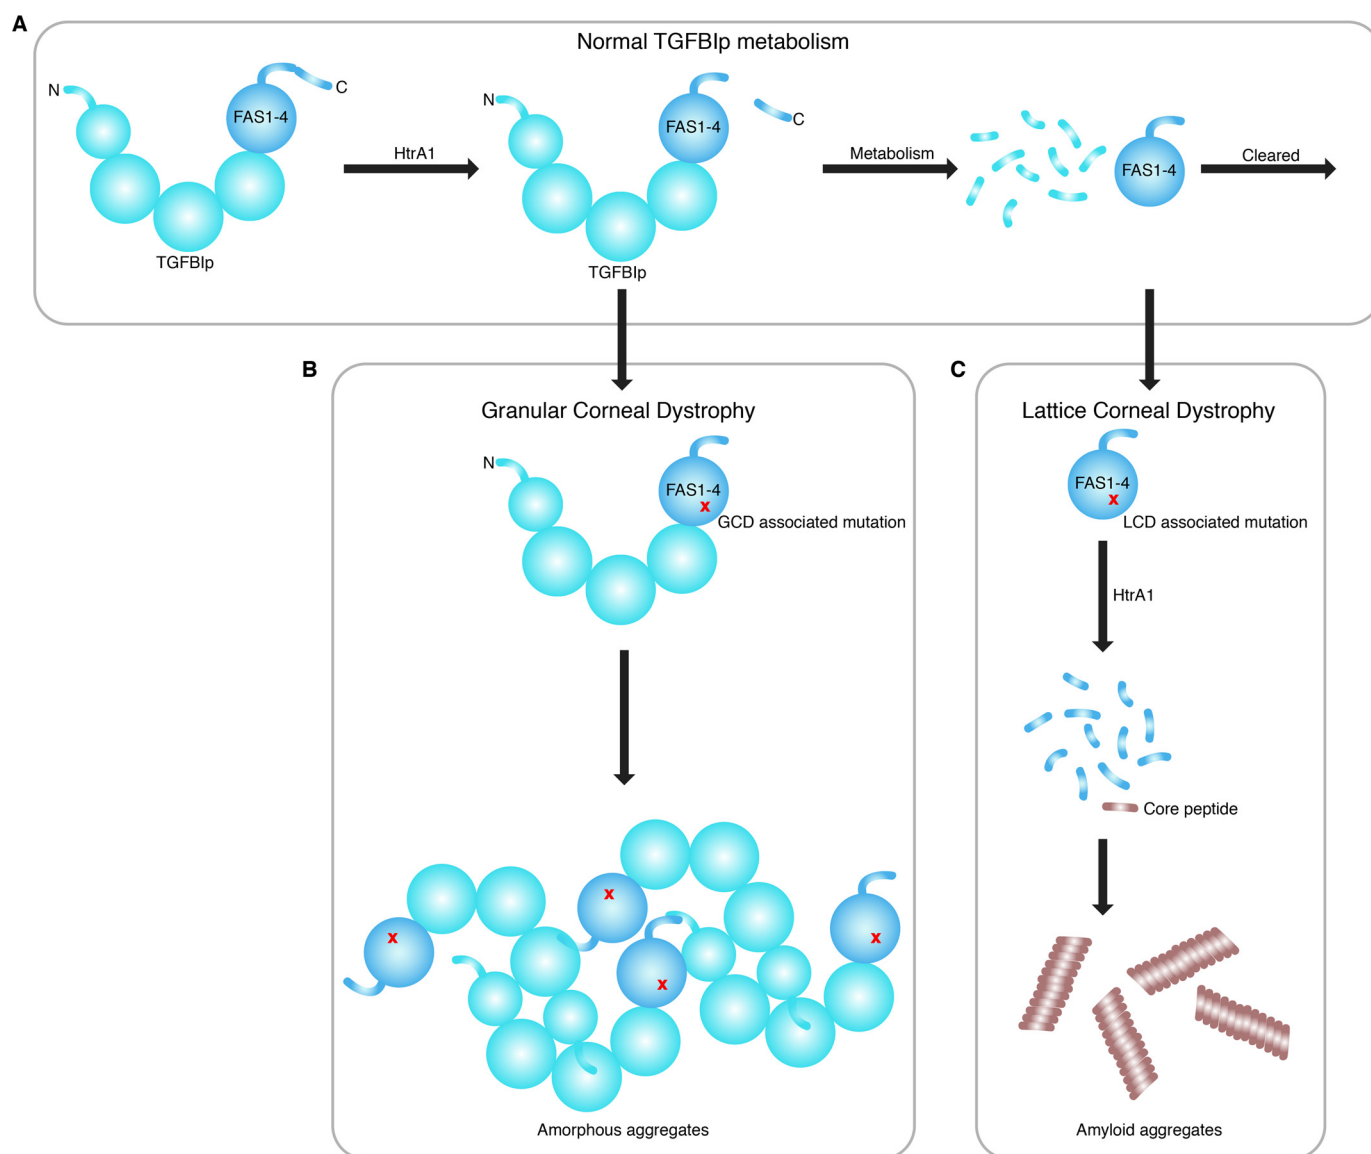 A
Normal TGFBIp metabolism
N
FAS1-4
C
TGFBIp
HtrA1
N
FAS1-4
C
TGFBIp
Metabolism
FAS1-4
Cleared
B
Granular Corneal Dystrophy
N
FAS1-4
x
GCD associated mutation
x
x
x
x
Amorphous aggregates
C
Lattice Corneal Dystrophy
FAS1-4
x
LCD associated mutation
HtrA1
Core peptide
Amyloid aggregates